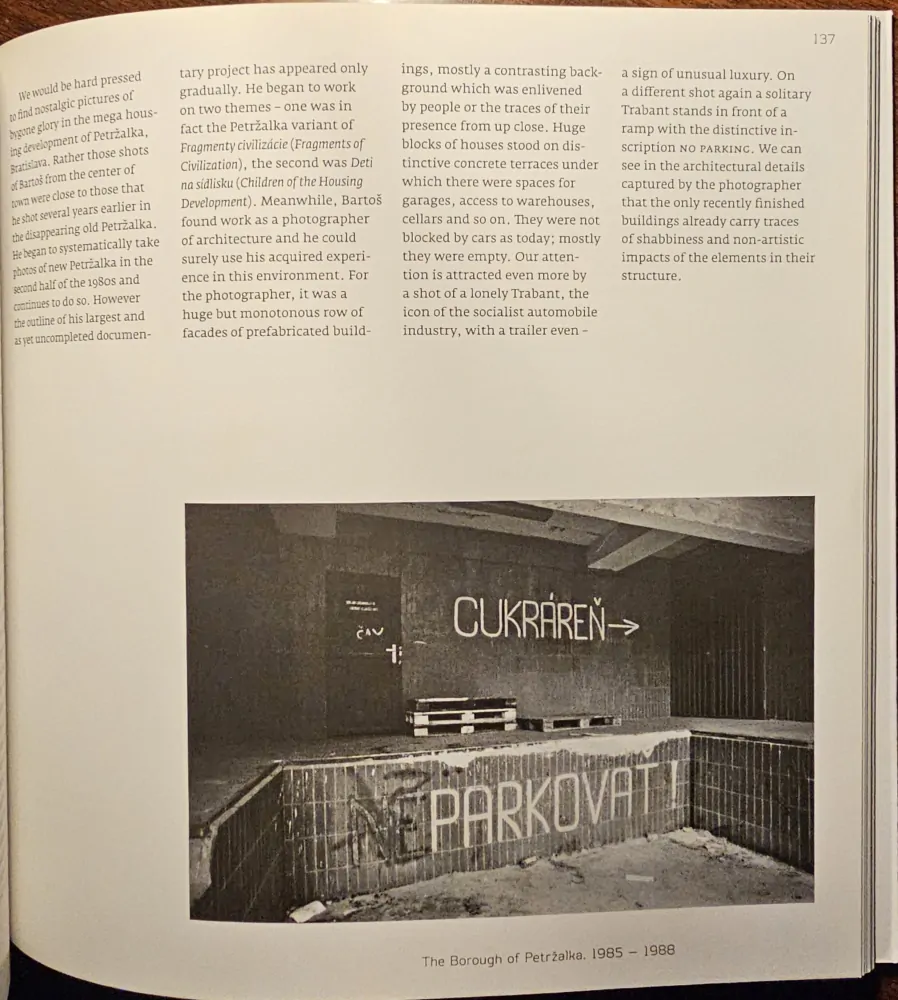 137
We would be hard pressed
to find nostalgic pictures of
bygone glory in the mega hous-
ing development of Petržalka,
Bratislava. Rather those shots
of Bartoš from the center of
town were close to those that
he shot several years earlier in
the disappearing old Petržalka.
He began to systematically take
photos of new Petržalka in the
second half of the 1980s and
continues to do so. However
the outline of his largest and
as yet uncompleted documen-
tary project has appeared only
gradually. He began to work
on two themes – one was in
fact the Petržalka variant of
Fragmenty civilizácie (Fragments of
Civilization), the second was Deti
na sídlisku (Children of the Housing
Development). Meanwhile, Bartoš
found work as a photographer
of architecture and he could
surely use his acquired experi-
ence in this environment. For
the photographer, it was a
huge but monotonous row of
facades of prefabricated build-
ings, mostly a contrasting back-
ground which was enlivened
by people or the traces of their
presence from up close. Huge
blocks of houses stood on dis-
tinctive concrete terraces under
which there were spaces for
garages, access to warehouses,
cellars and so on. They were not
blocked by cars as today; mostly
they were empty. Our atten-
tion is attracted even more by
a shot of a lonely Trabant, the
icon of the socialist automobile
industry, with a trailer even –
a sign of unusual luxury. On
a different shot again a solitary
Trabant stands in front of a
ramp with the distinctive in-
scription NO PARKING. We can
see in the architectural details
captured by the photographer
that the only recently finished
buildings already carry traces
of shabbiness and non-artistic
impacts of the elements in their
structure.
CUKRÁREŇ→
ČAV
NEPARKOVAŤ!
The Borough of Petržalka, 1985 – 1988